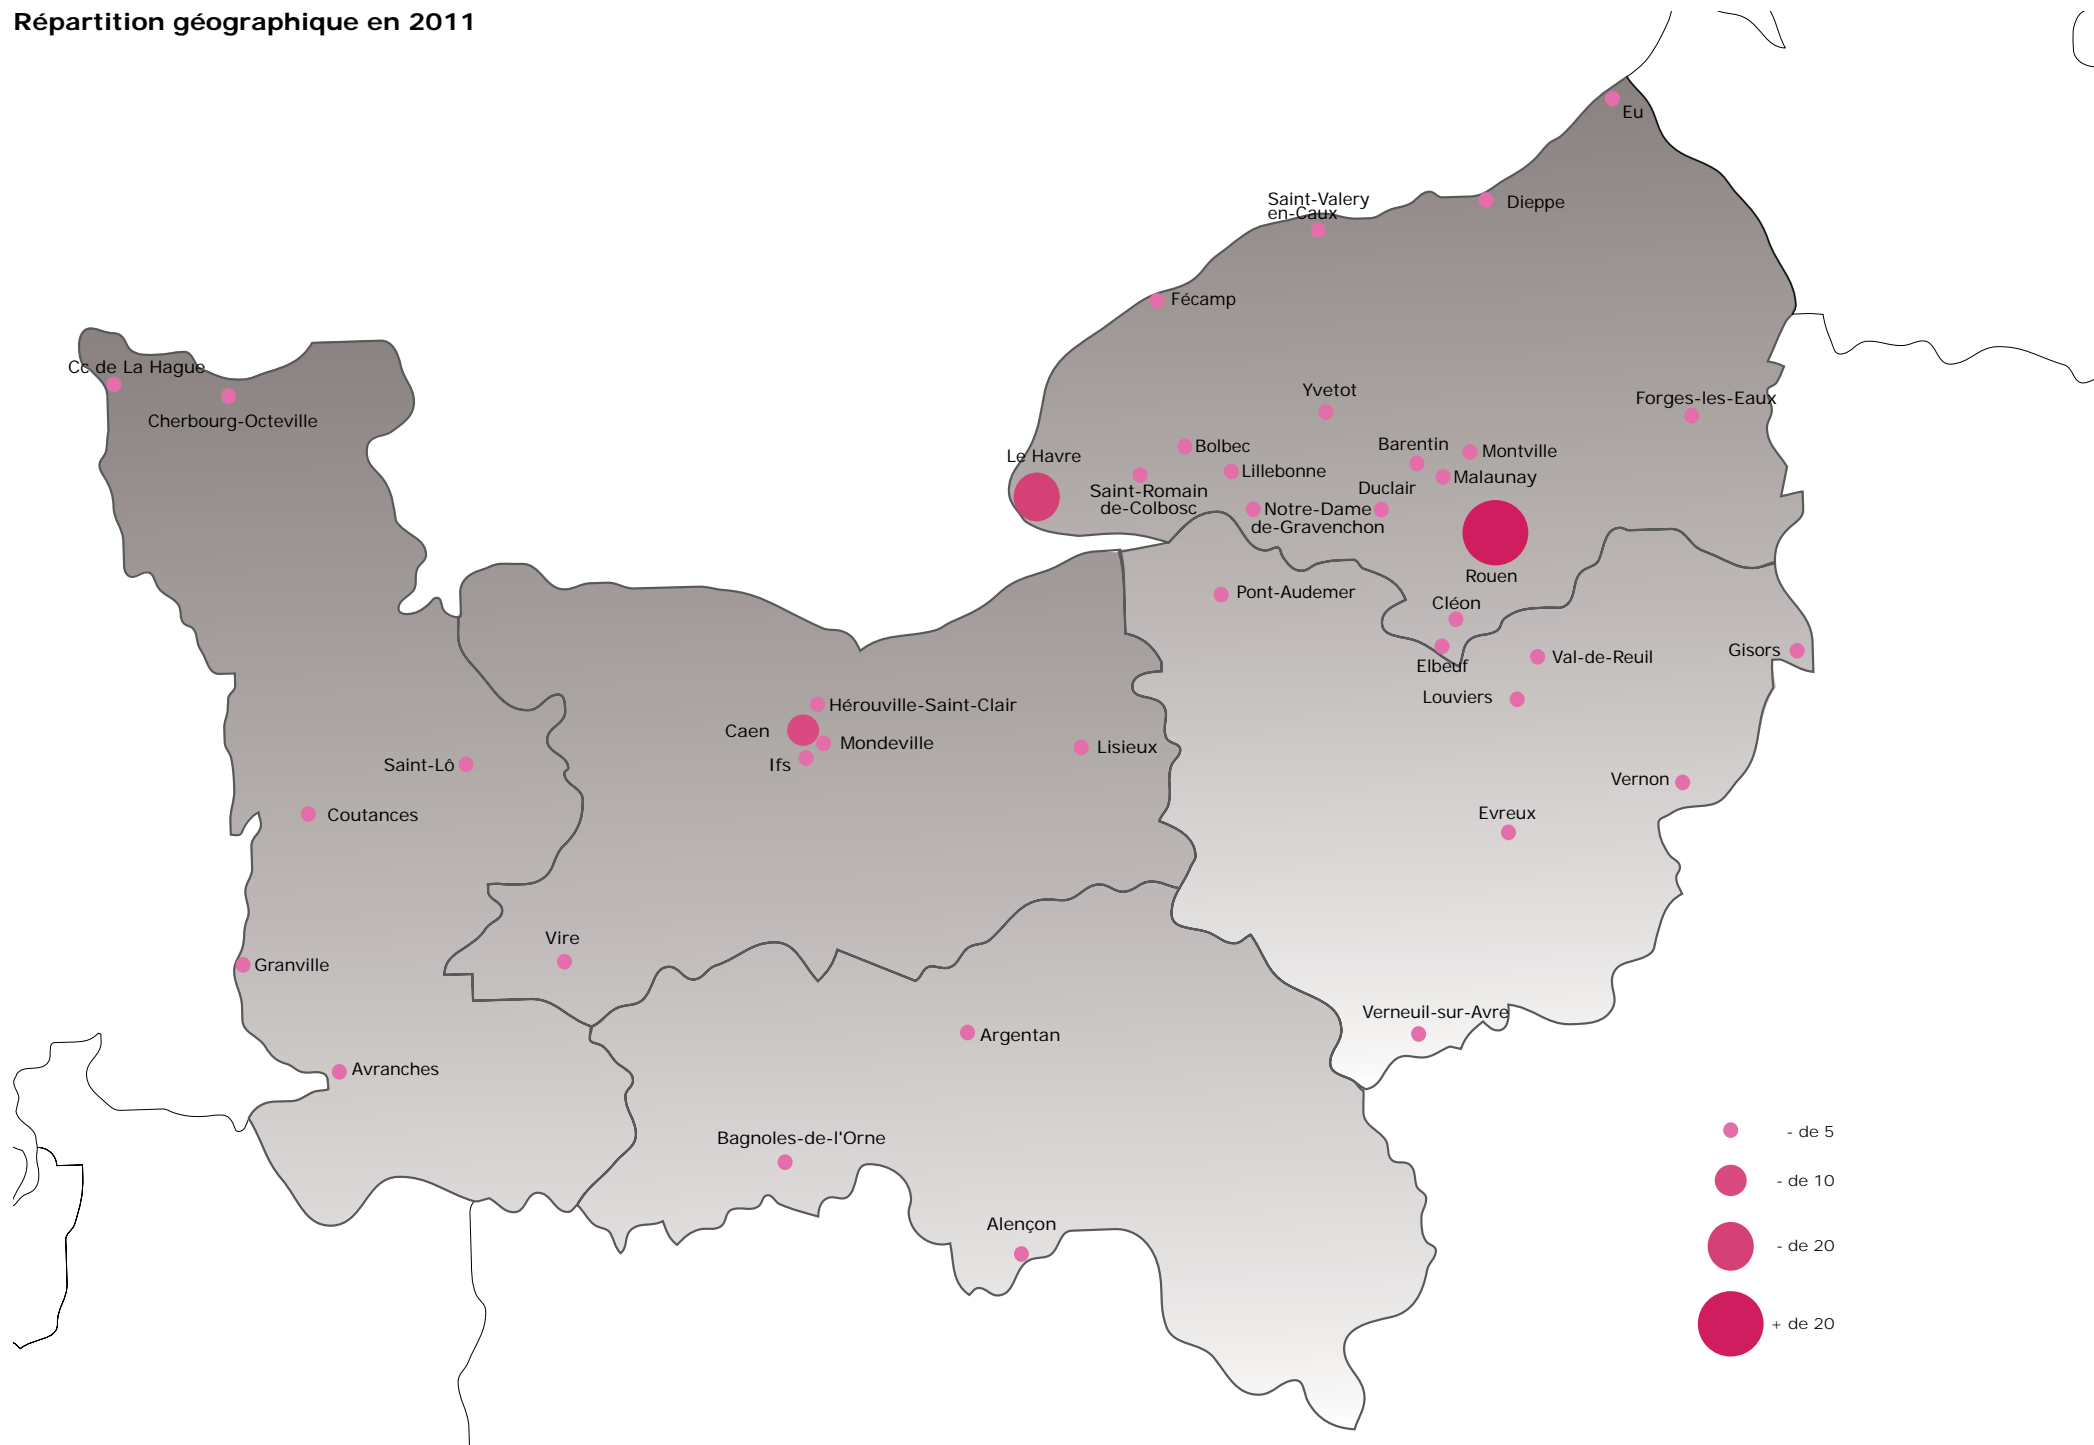 Répartition géographique en 2011
Eu
Saint-Valery
en-Caux
Dieppe
Fécamp
Cc de La Hague
Cherbourg-Octeville
Yvetot
Forges-les-Eaux
Bolbec
Barentin
Montville
Le Havre
Lillebonne
Malaunay
Saint-Romain
de-Colbosc
Duclair
Notre-Dame
de-Gravenchon
Rouen
Pont-Audemer
Cléon
Elbeuf
Val-de-Reuil
Gisors
Louviers
Hérouville-Saint-Clair
Caen
Mondeville
Ifs
Lisieux
Saint-Lô
Coutances
Vernon
Evreux
Vire
Granville
Verneuil-sur-Avre
Argentan
Avranches
Bagnoles-de-l'Orne
Alençon
- de 5
- de 10
- de 20
+ de 20